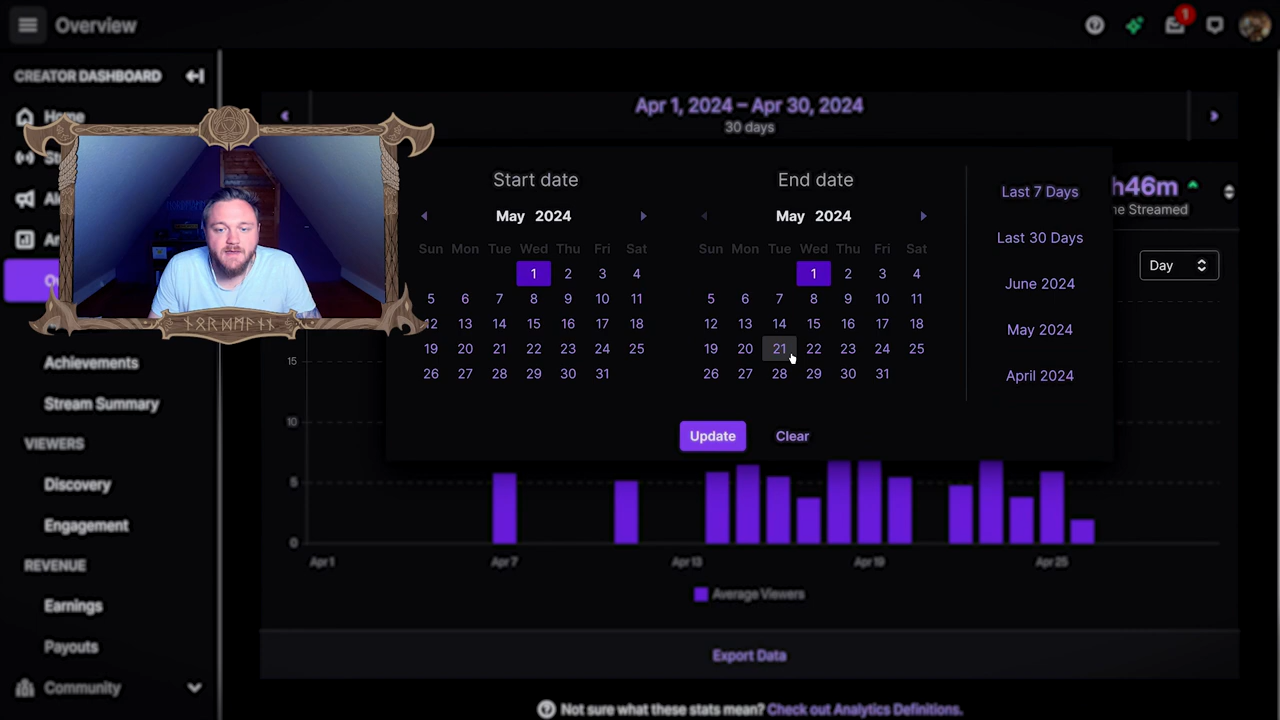 Overview
1
CREATOR DASHBOARD
Home
Achievements
Stream Summary
VIEWERS
Discovery
Engagement
REVENUE
Earnings
Payouts
Community
ᚾᛟᚱᛞᛗᚨᚾᚾ
Apr 1, 2024 – Apr 30, 2024
30 days
h46m
ne Streamed
Day
Start date
May 2024
Sun Mon Tue Wed Thu Fri Sat
1 2 3 4
5 6 7 8 9 10 11
12 13 14 15 16 17 18
19 20 21 22 23 24 25
26 27 28 29 30 31
End date
May 2024
Sun Mon Tue Wed Thu Fri Sat
1 2 3 4
5 6 7 8 9 10 11
12 13 14 15 16 17 18
19 20 21 22 23 24 25
26 27 28 29 30 31
Last 7 Days
Last 30 Days
June 2024
May 2024
April 2024
Update Clear
15
10
5
0
Apr 1 Apr 7 Apr 13 Apr 19 Apr 25
Average Viewers
Export Data
Not sure what these stats mean? Check out Analytics Definitions.